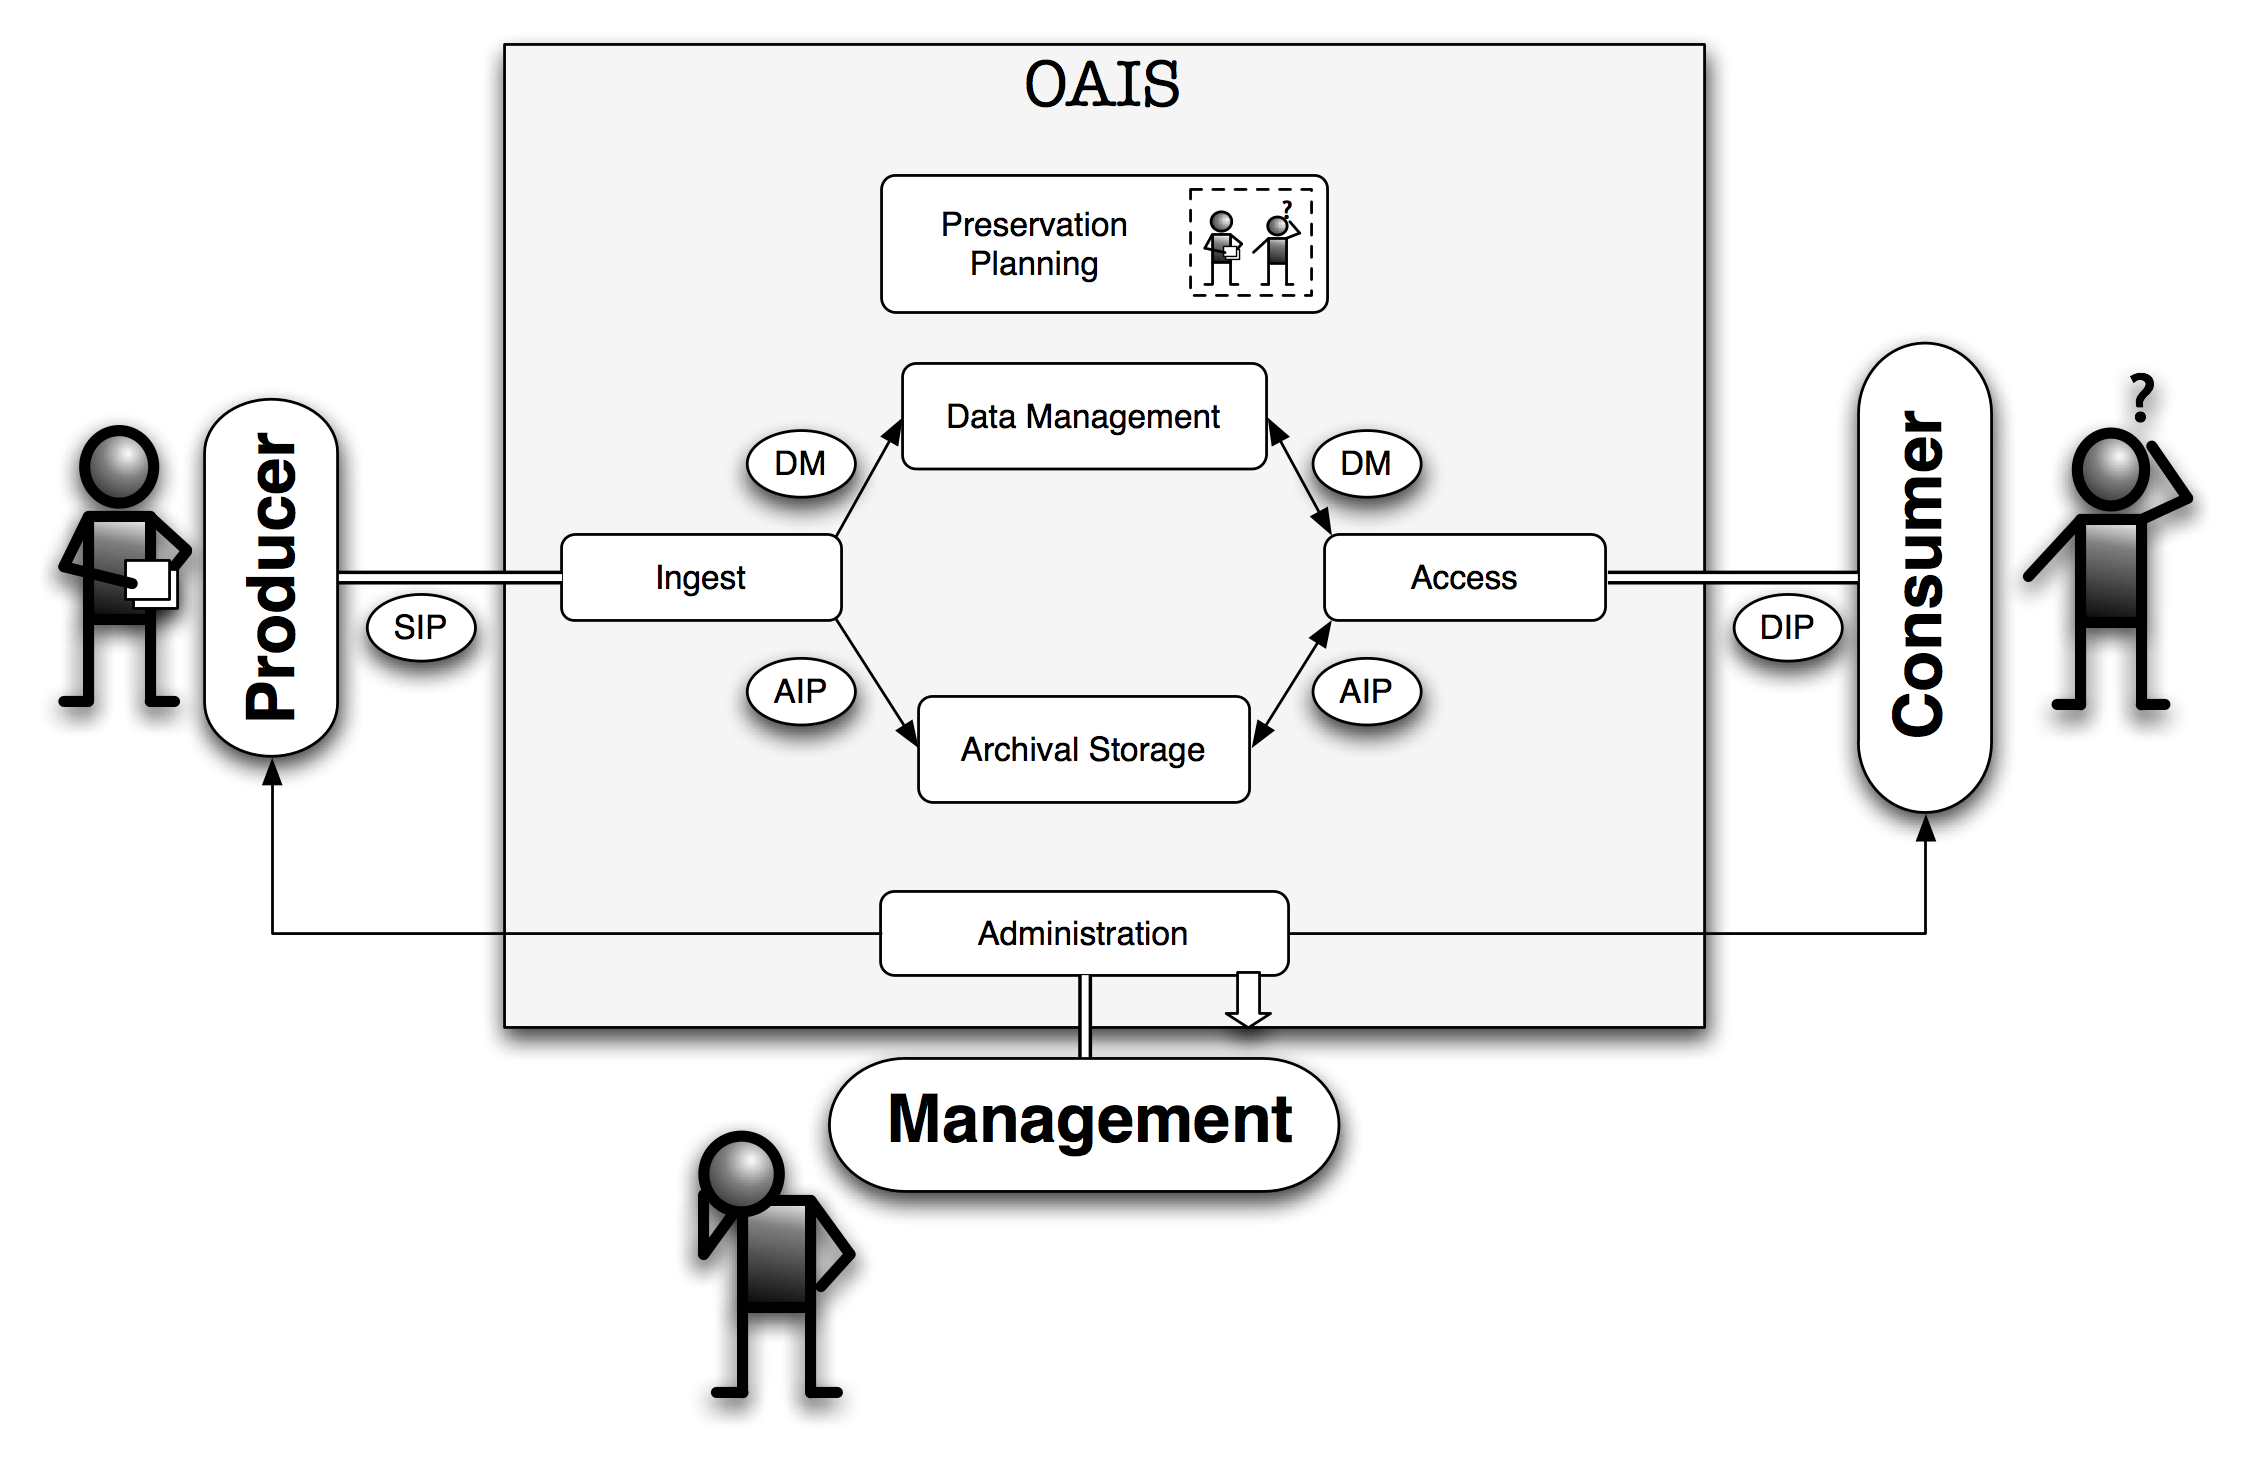 OAIS
Preservation
Planning
?
?
Data Management
DM
DM
Producer
Consumer
Ingest
Access
SIP
DIP
AIP
AIP
Archival Storage
Administration
Management